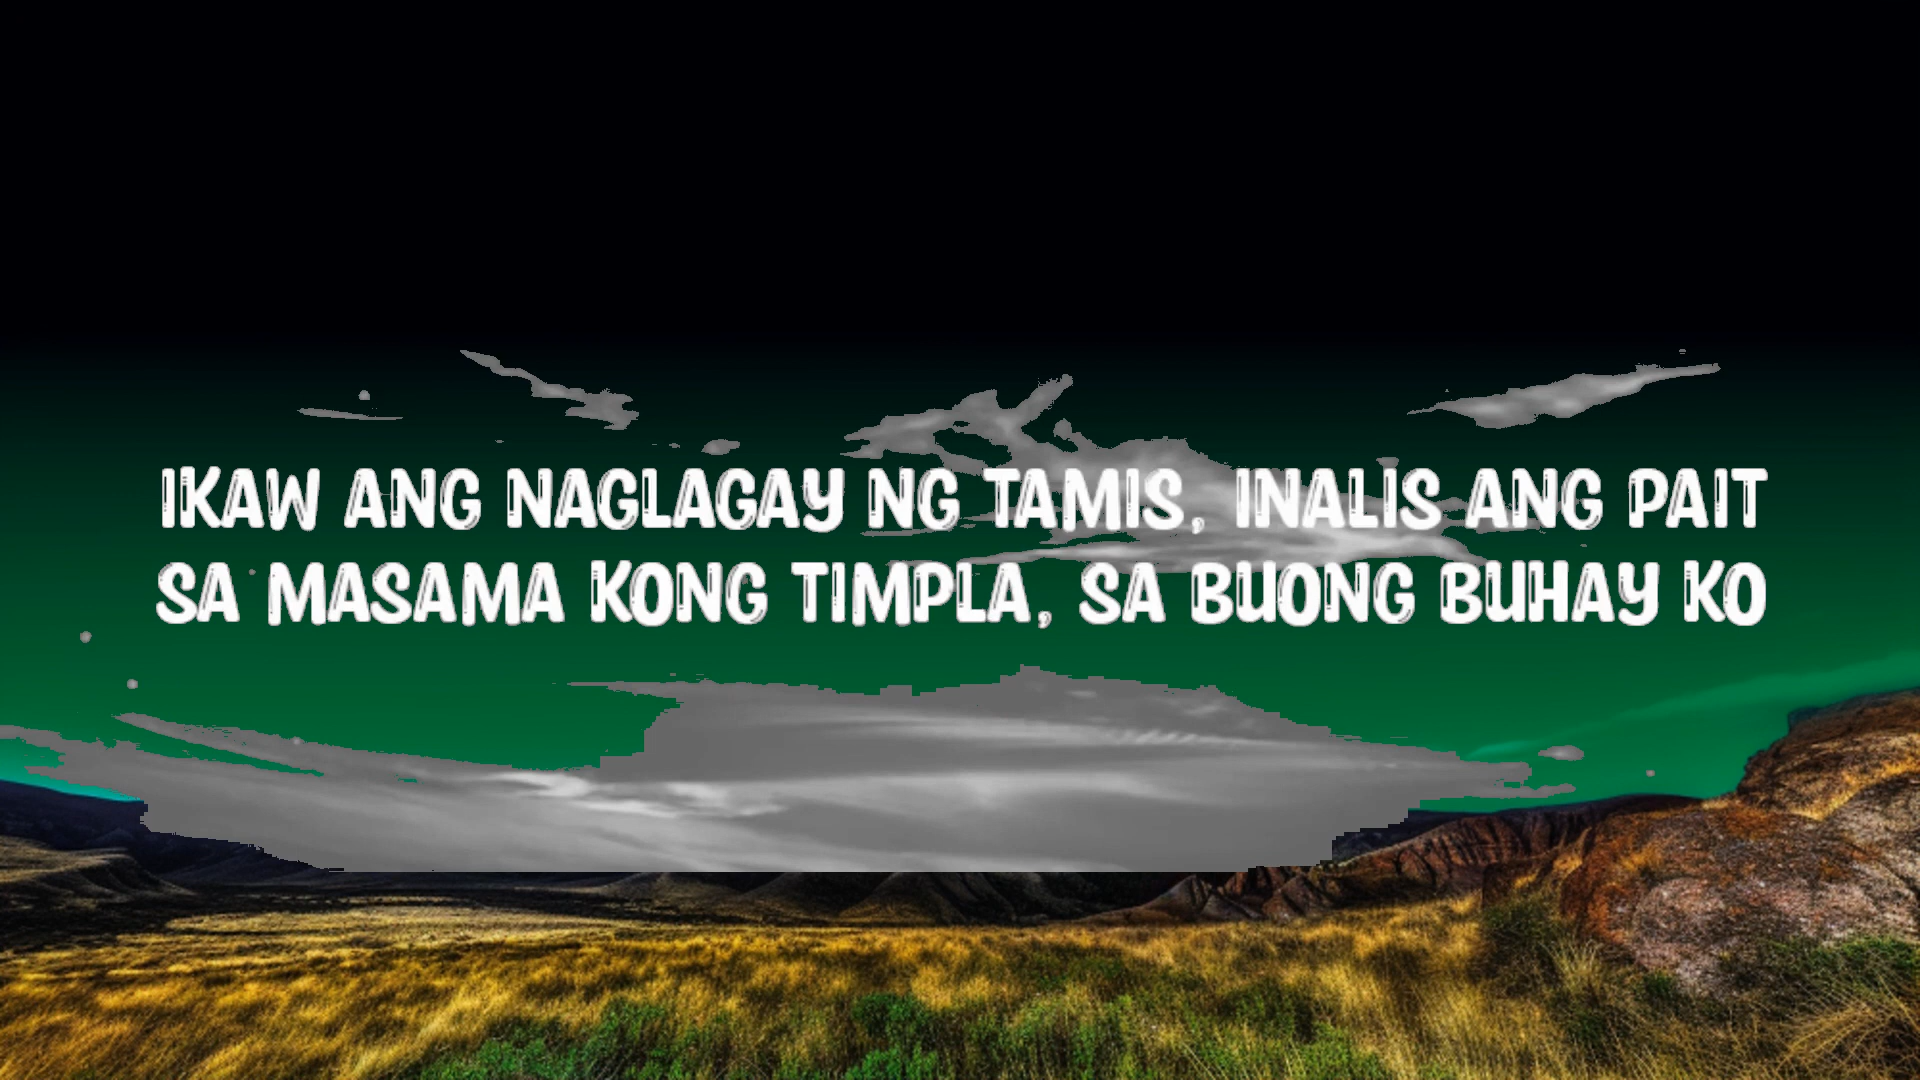 IKAW ANG NAGLAGAY NG TAMIS, INALIS ANG PAIT
SA MASAMA KONG TIMPLA, SA BUONG BUHAY KO